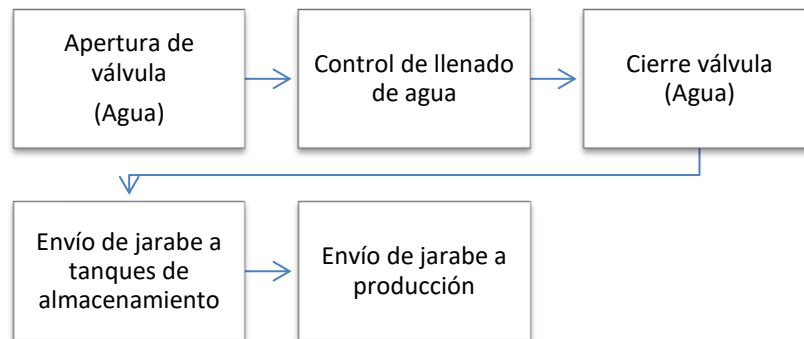 Apertura de
válvula
(Agua)
Control de llenado
de agua
Cierre válvula
(Agua)
Envío de jarabe a
tanques de
almacenamiento
Envío de jarabe a
producción